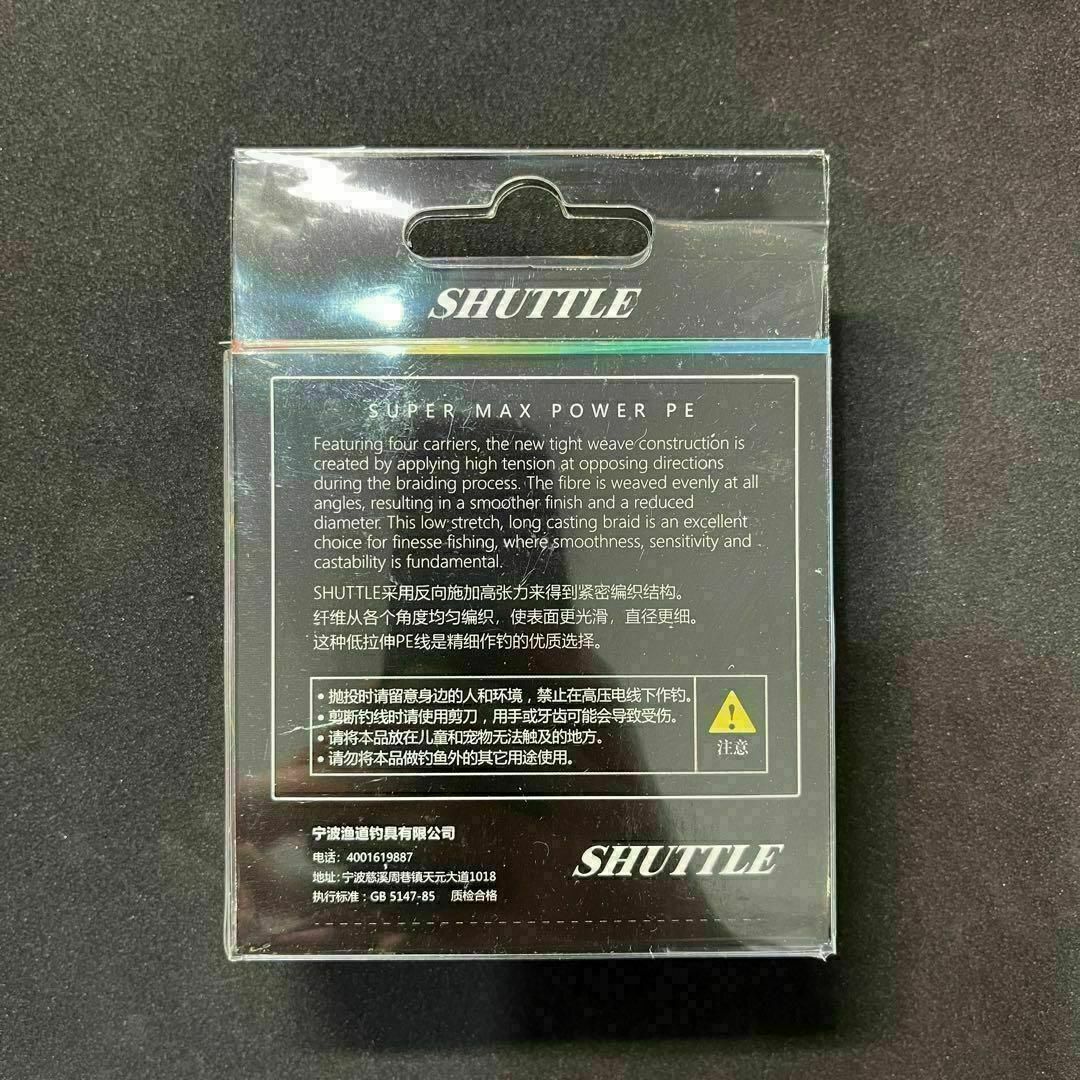 SHUTTLE
SUPER MAX POWER PE
Featuring four carriers, the new tight weave construction is
created by applying high tension at opposing directions
during the braiding process. The fibre is weaved evenly at all
angles, resulting in a smoother finish and a reduced
diameter. This low stretch, long casting braid is an excellent
choice for finesse fishing, where smoothness, sensitivity and
castability is fundamental.
SHUTTLE采用反向施加高张力来得到紧密编织结构。
纤维从各个角度均匀编织，使表面更光滑，直径更细。
这种低拉伸PE线是精细作钓的优质选择。
• 抛投时请留意身边的人和环境，禁止在高压电线下作钓。
• 剪断钓线时请使用剪刀，用手或牙齿可能会导致受伤。
• 请将本品放在儿童和宠物无法触及的地方。
• 请勿将本品做钓鱼外的其它用途使用。
注意
宁波渔道钓具有限公司
电话：4001619887
地址：宁波慈溪周巷镇天元大道1018
执行标准：GB 5147-85 质检合格
SHUTTLE